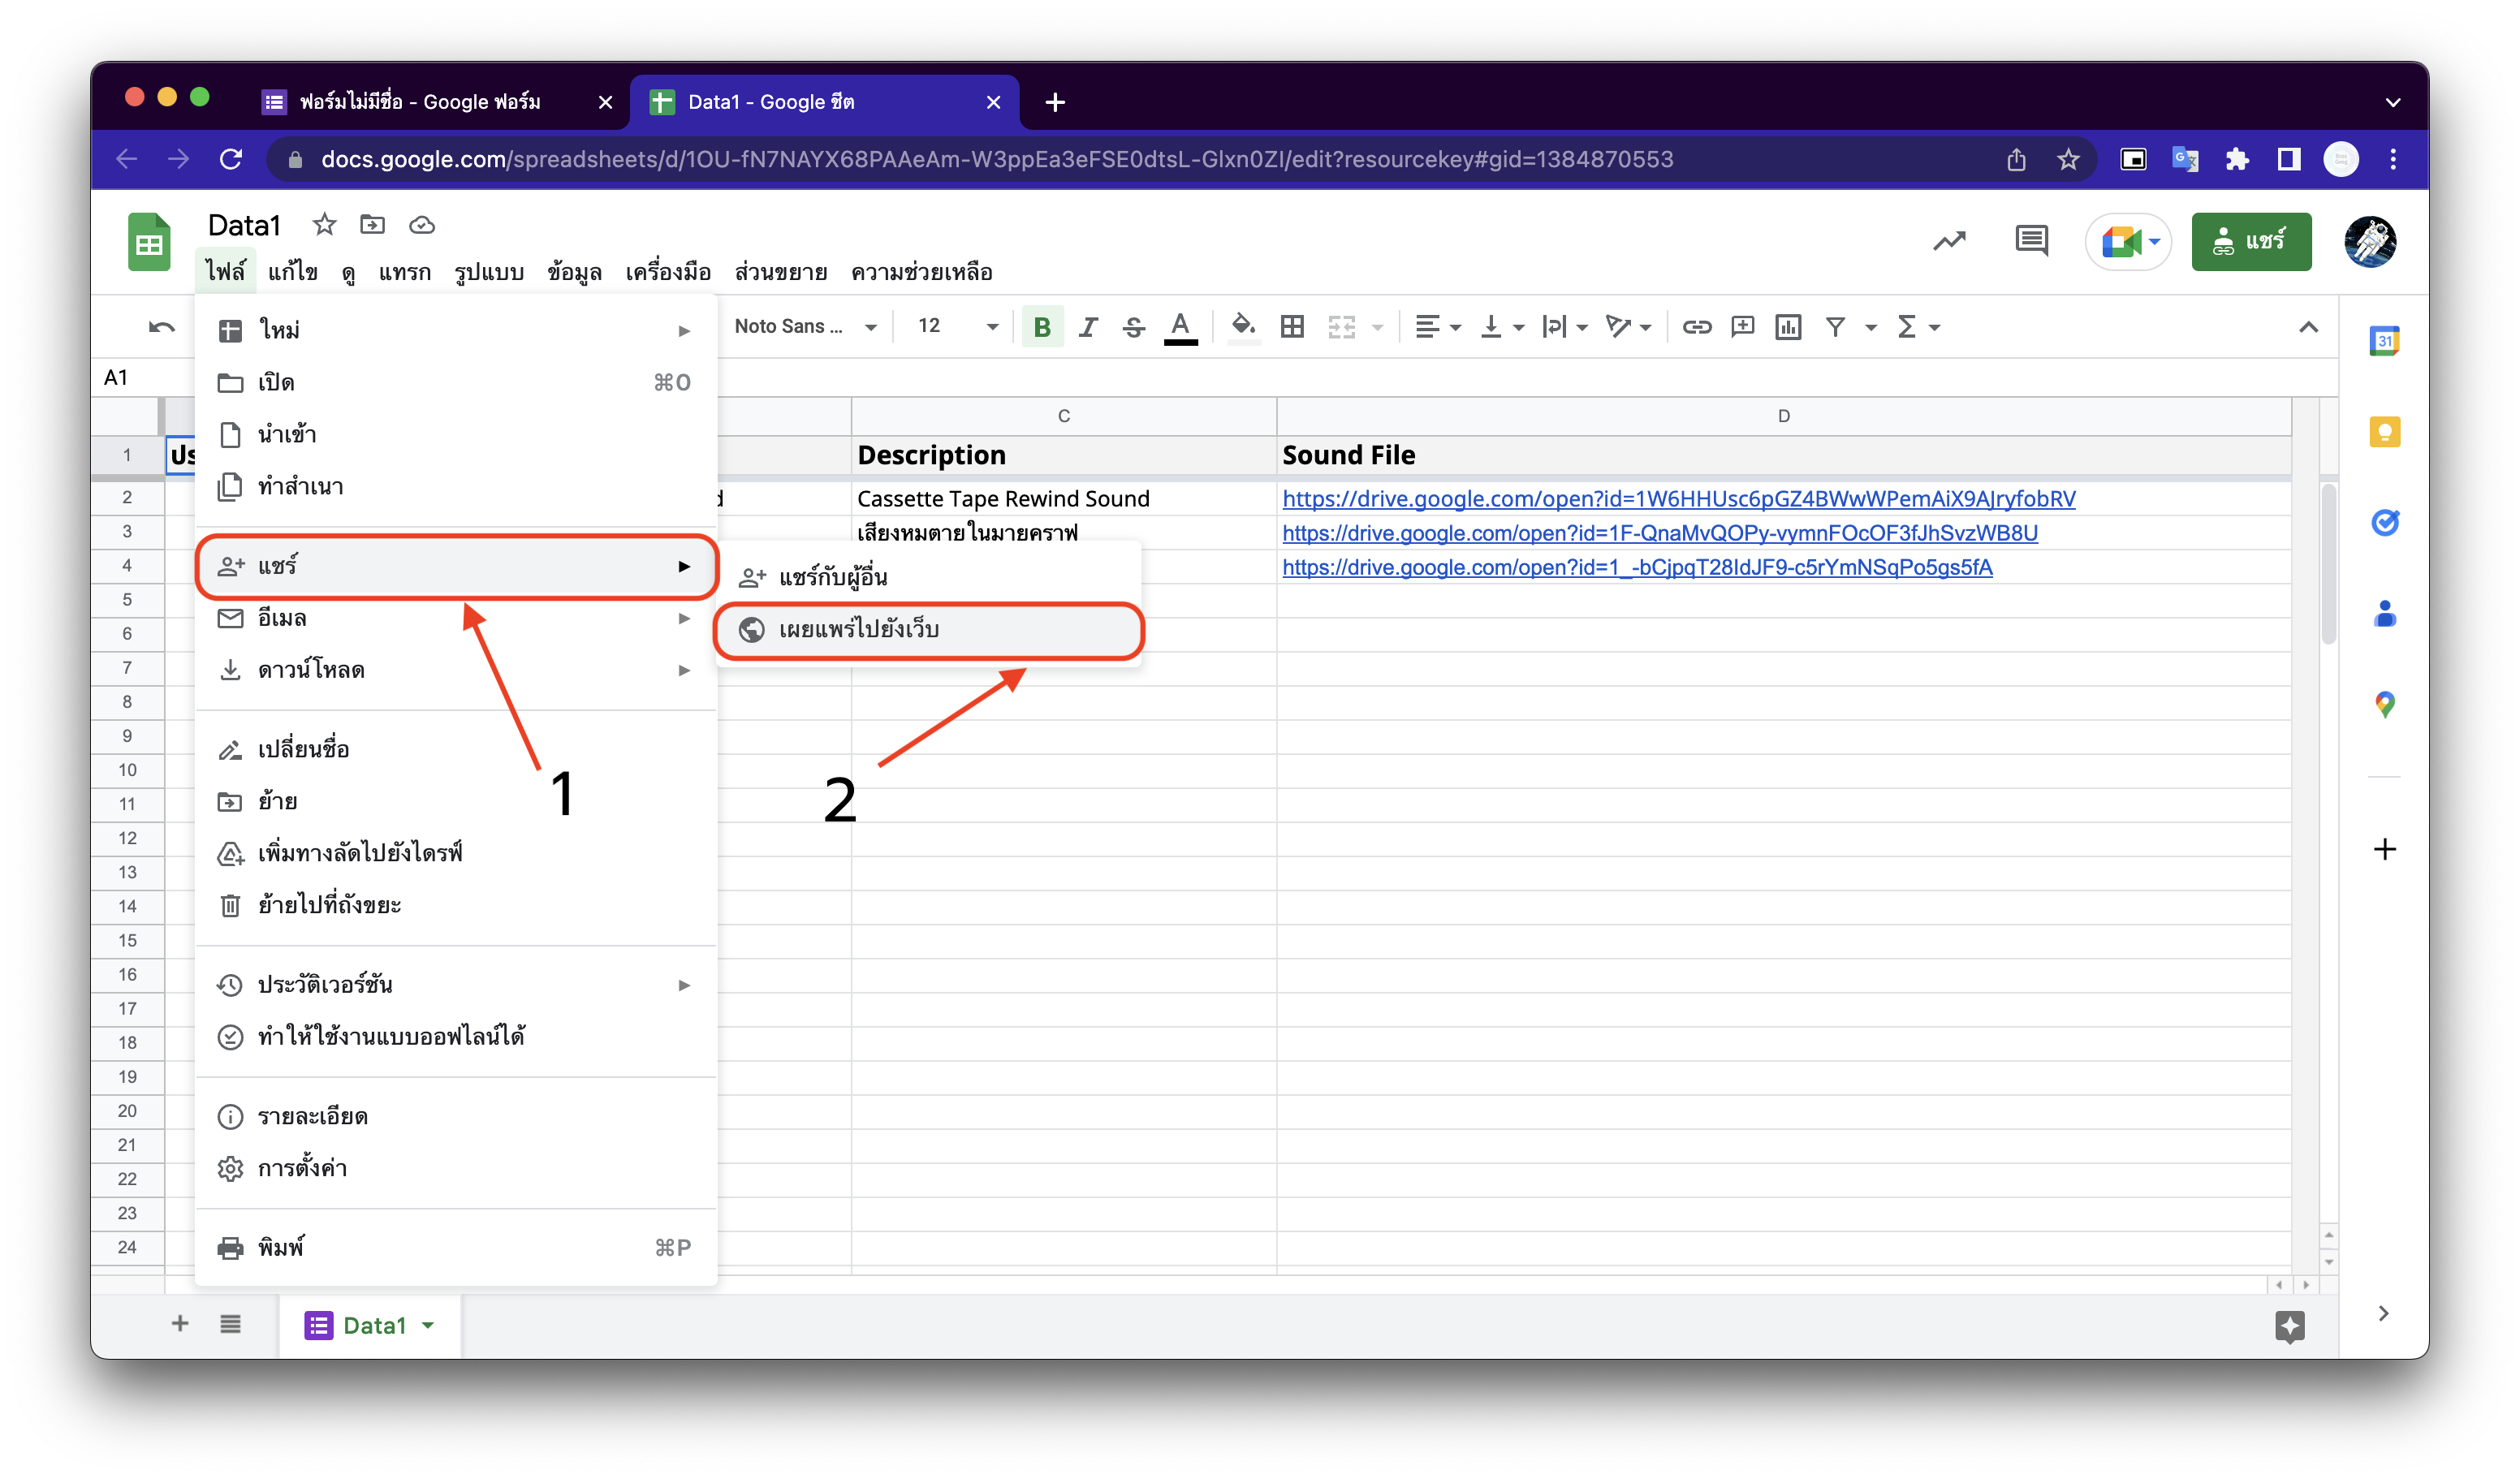 ฟอร์มไม่มีชื่อ - Google ฟอร์ม
Data1 - Google ชีต
docs.google.com/spreadsheets/d/1OU-fN7NAYX68PAAeAm-W3ppEa3eFSE0dtsL-Glxn0ZI/edit?resourcekey#gid=1384870553
Data1
แชร์
ไฟล์ แก้ไข ดู แทรก รูปแบบ ข้อมูล เครื่องมือ ส่วนขยาย ความช่วยเหลือ
Noto Sans ... 12 B I S A
31
A1
C D
1 ปร Description Sound File
2 d Cassette Tape Rewind Sound https://drive.google.com/open?id=1W6HHUsc6pGZ4BWwWPemAiX9AJryfobRV
3 เสียงหมตายในมายคราฟ https://drive.google.com/open?id=1F-QnaMvQOPy-vymnFOcOF3fJhSvzWB8U
4 https://drive.google.com/open?id=1_-bCjpqT28IdJF9-c5rYmNSqPo5gs5fA
5
6
7
8
9
10
11
12
13
14
15
16
17
18
19
20
21
22
23
24
ใหม่
เปิด ⌘O
นำเข้า
ทำสำเนา
แชร์
อีเมล
ดาวน์โหลด
เปลี่ยนชื่อ
ย้าย
เพิ่มทางลัดไปยังไดรฟ์
ย้ายไปที่ถังขยะ
ประวัติเวอร์ชัน
ทำให้ใช้งานแบบออฟไลน์ได้
รายละเอียด
การตั้งค่า
พิมพ์ ⌘P
แชร์กับผู้อื่น
เผยแพร่ไปยังเว็บ
1
2
Data1